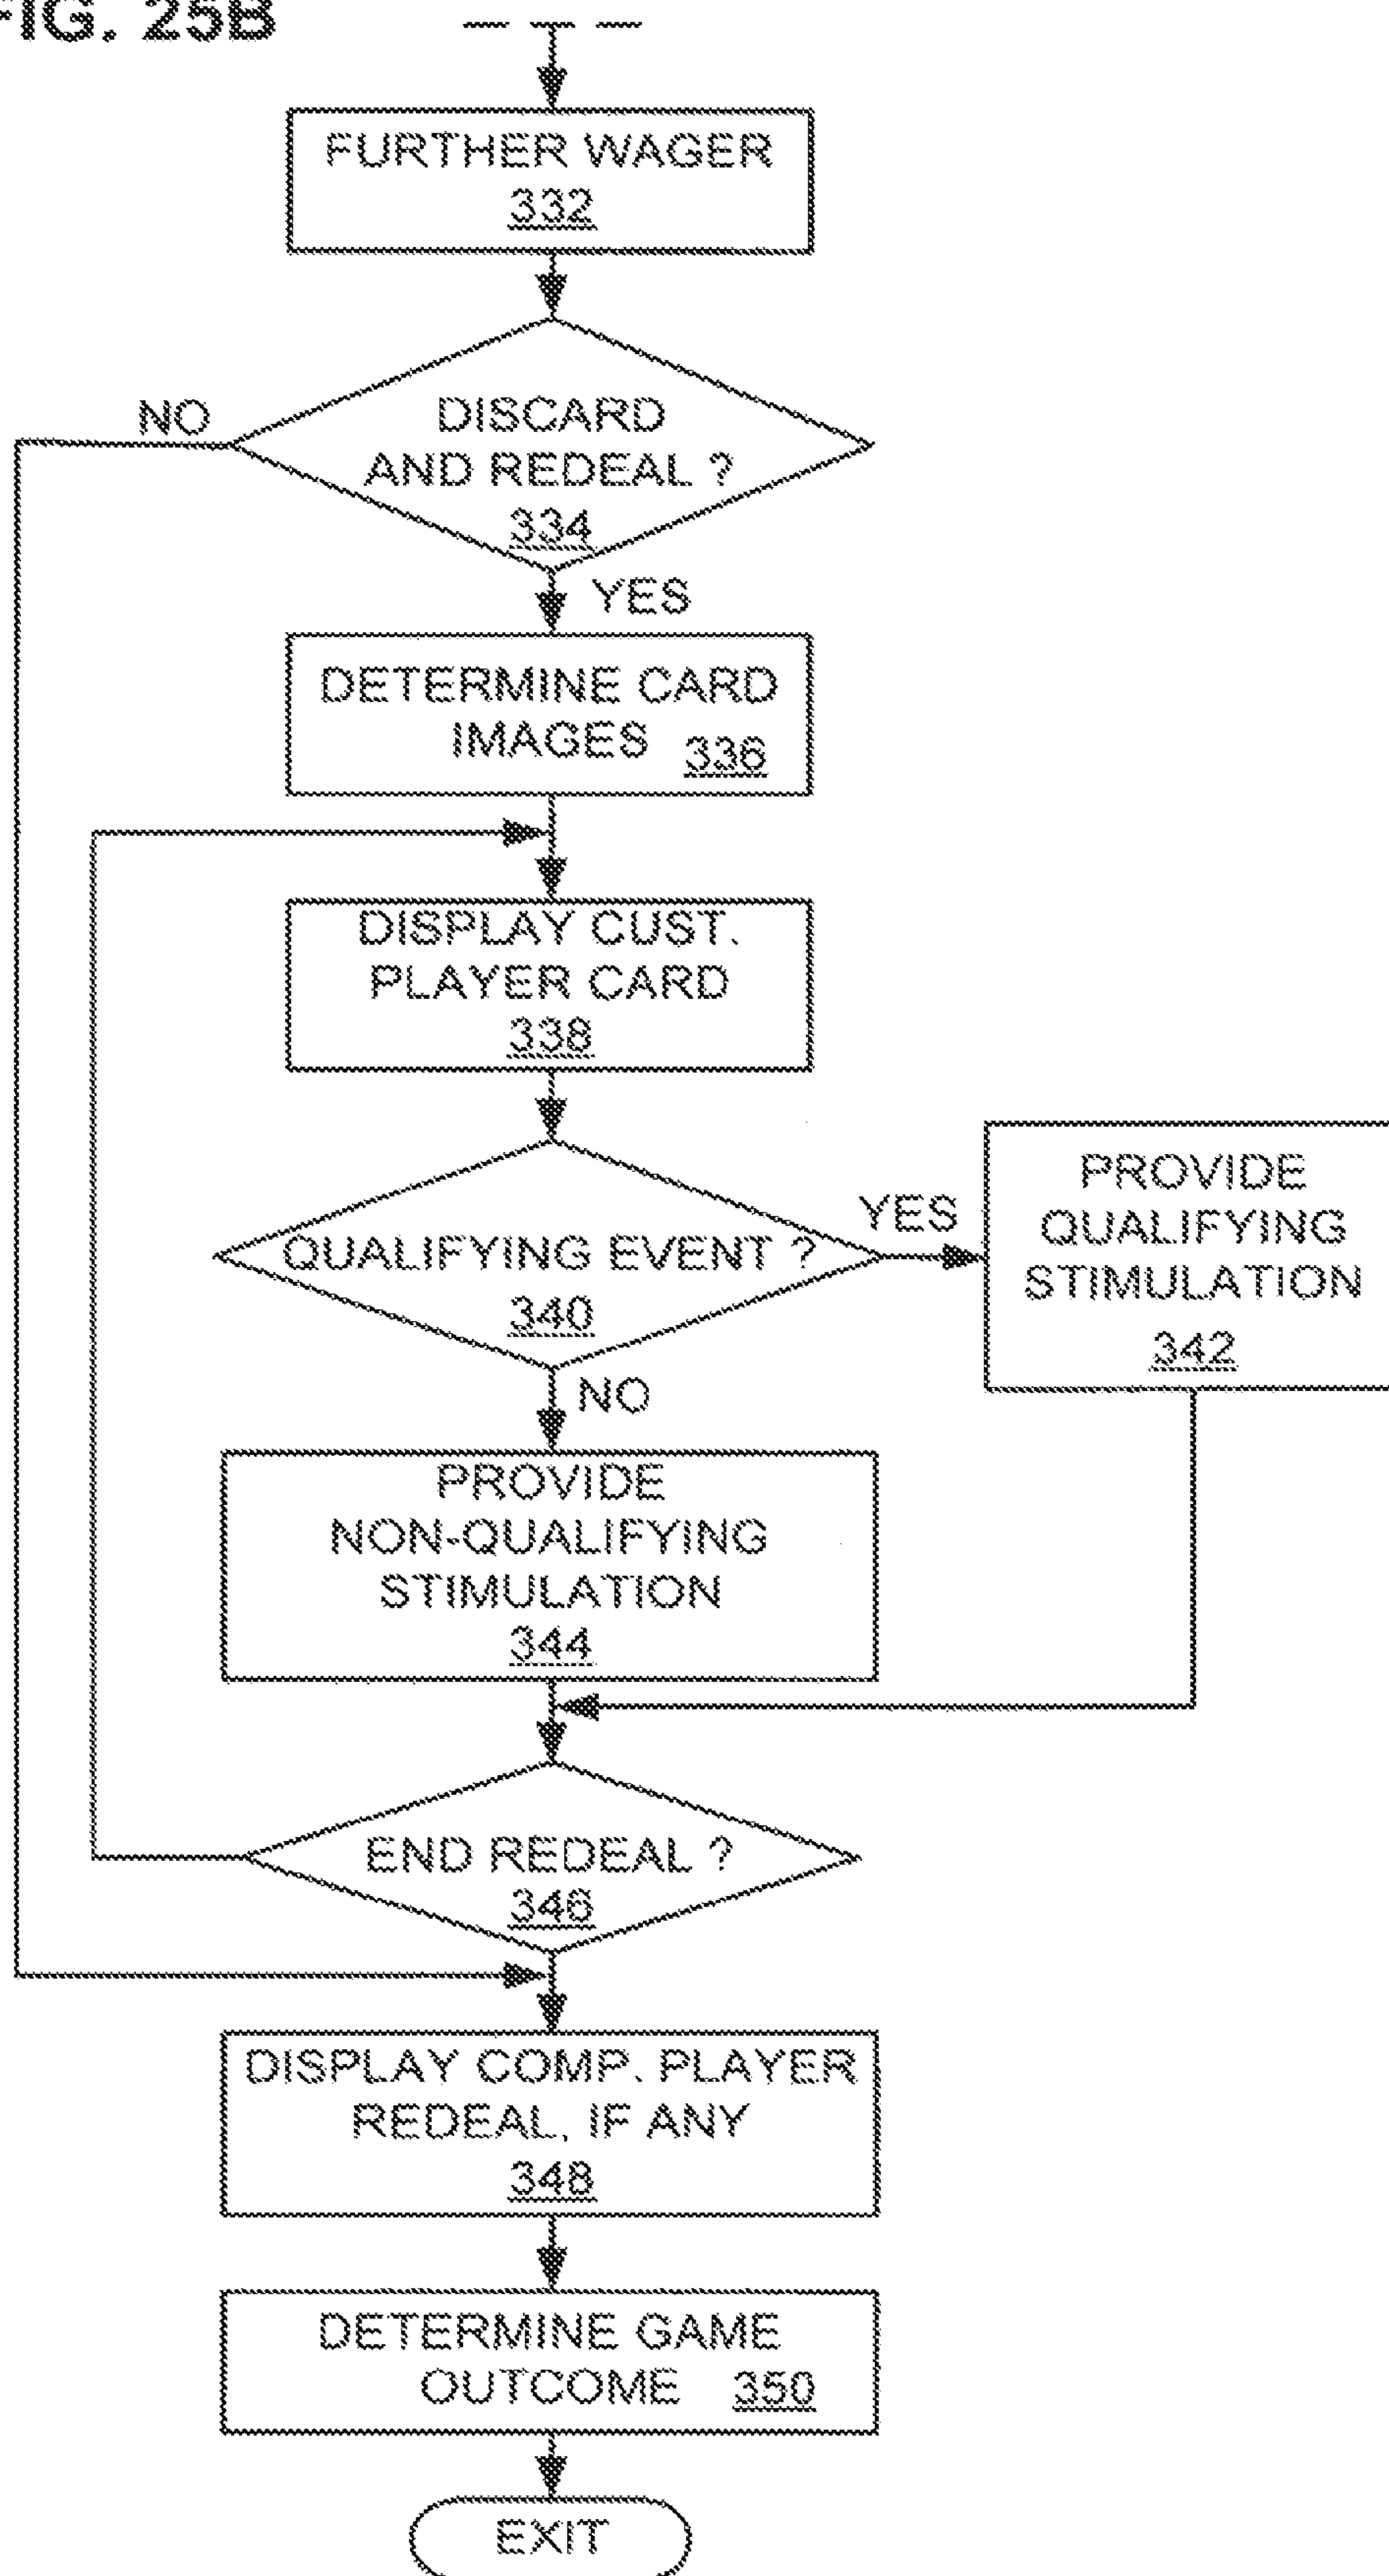 FIG. 25B
FURTHER WAGER
332
NO
DISCARD
AND REDEAL ?
334
YES
DETERMINE CARD
IMAGES 336
DISPLAY CUST.
PLAYER CARD
338
QUALIFYING EVENT ?
340
YES
PROVIDE
QUALIFYING
STIMULATION
342
NO
PROVIDE
NON-QUALIFYING
STIMULATION
344
END REDEAL ?
346
DISPLAY COMP. PLAYER
REDEAL, IF ANY
348
DETERMINE GAME
OUTCOME 350
EXIT